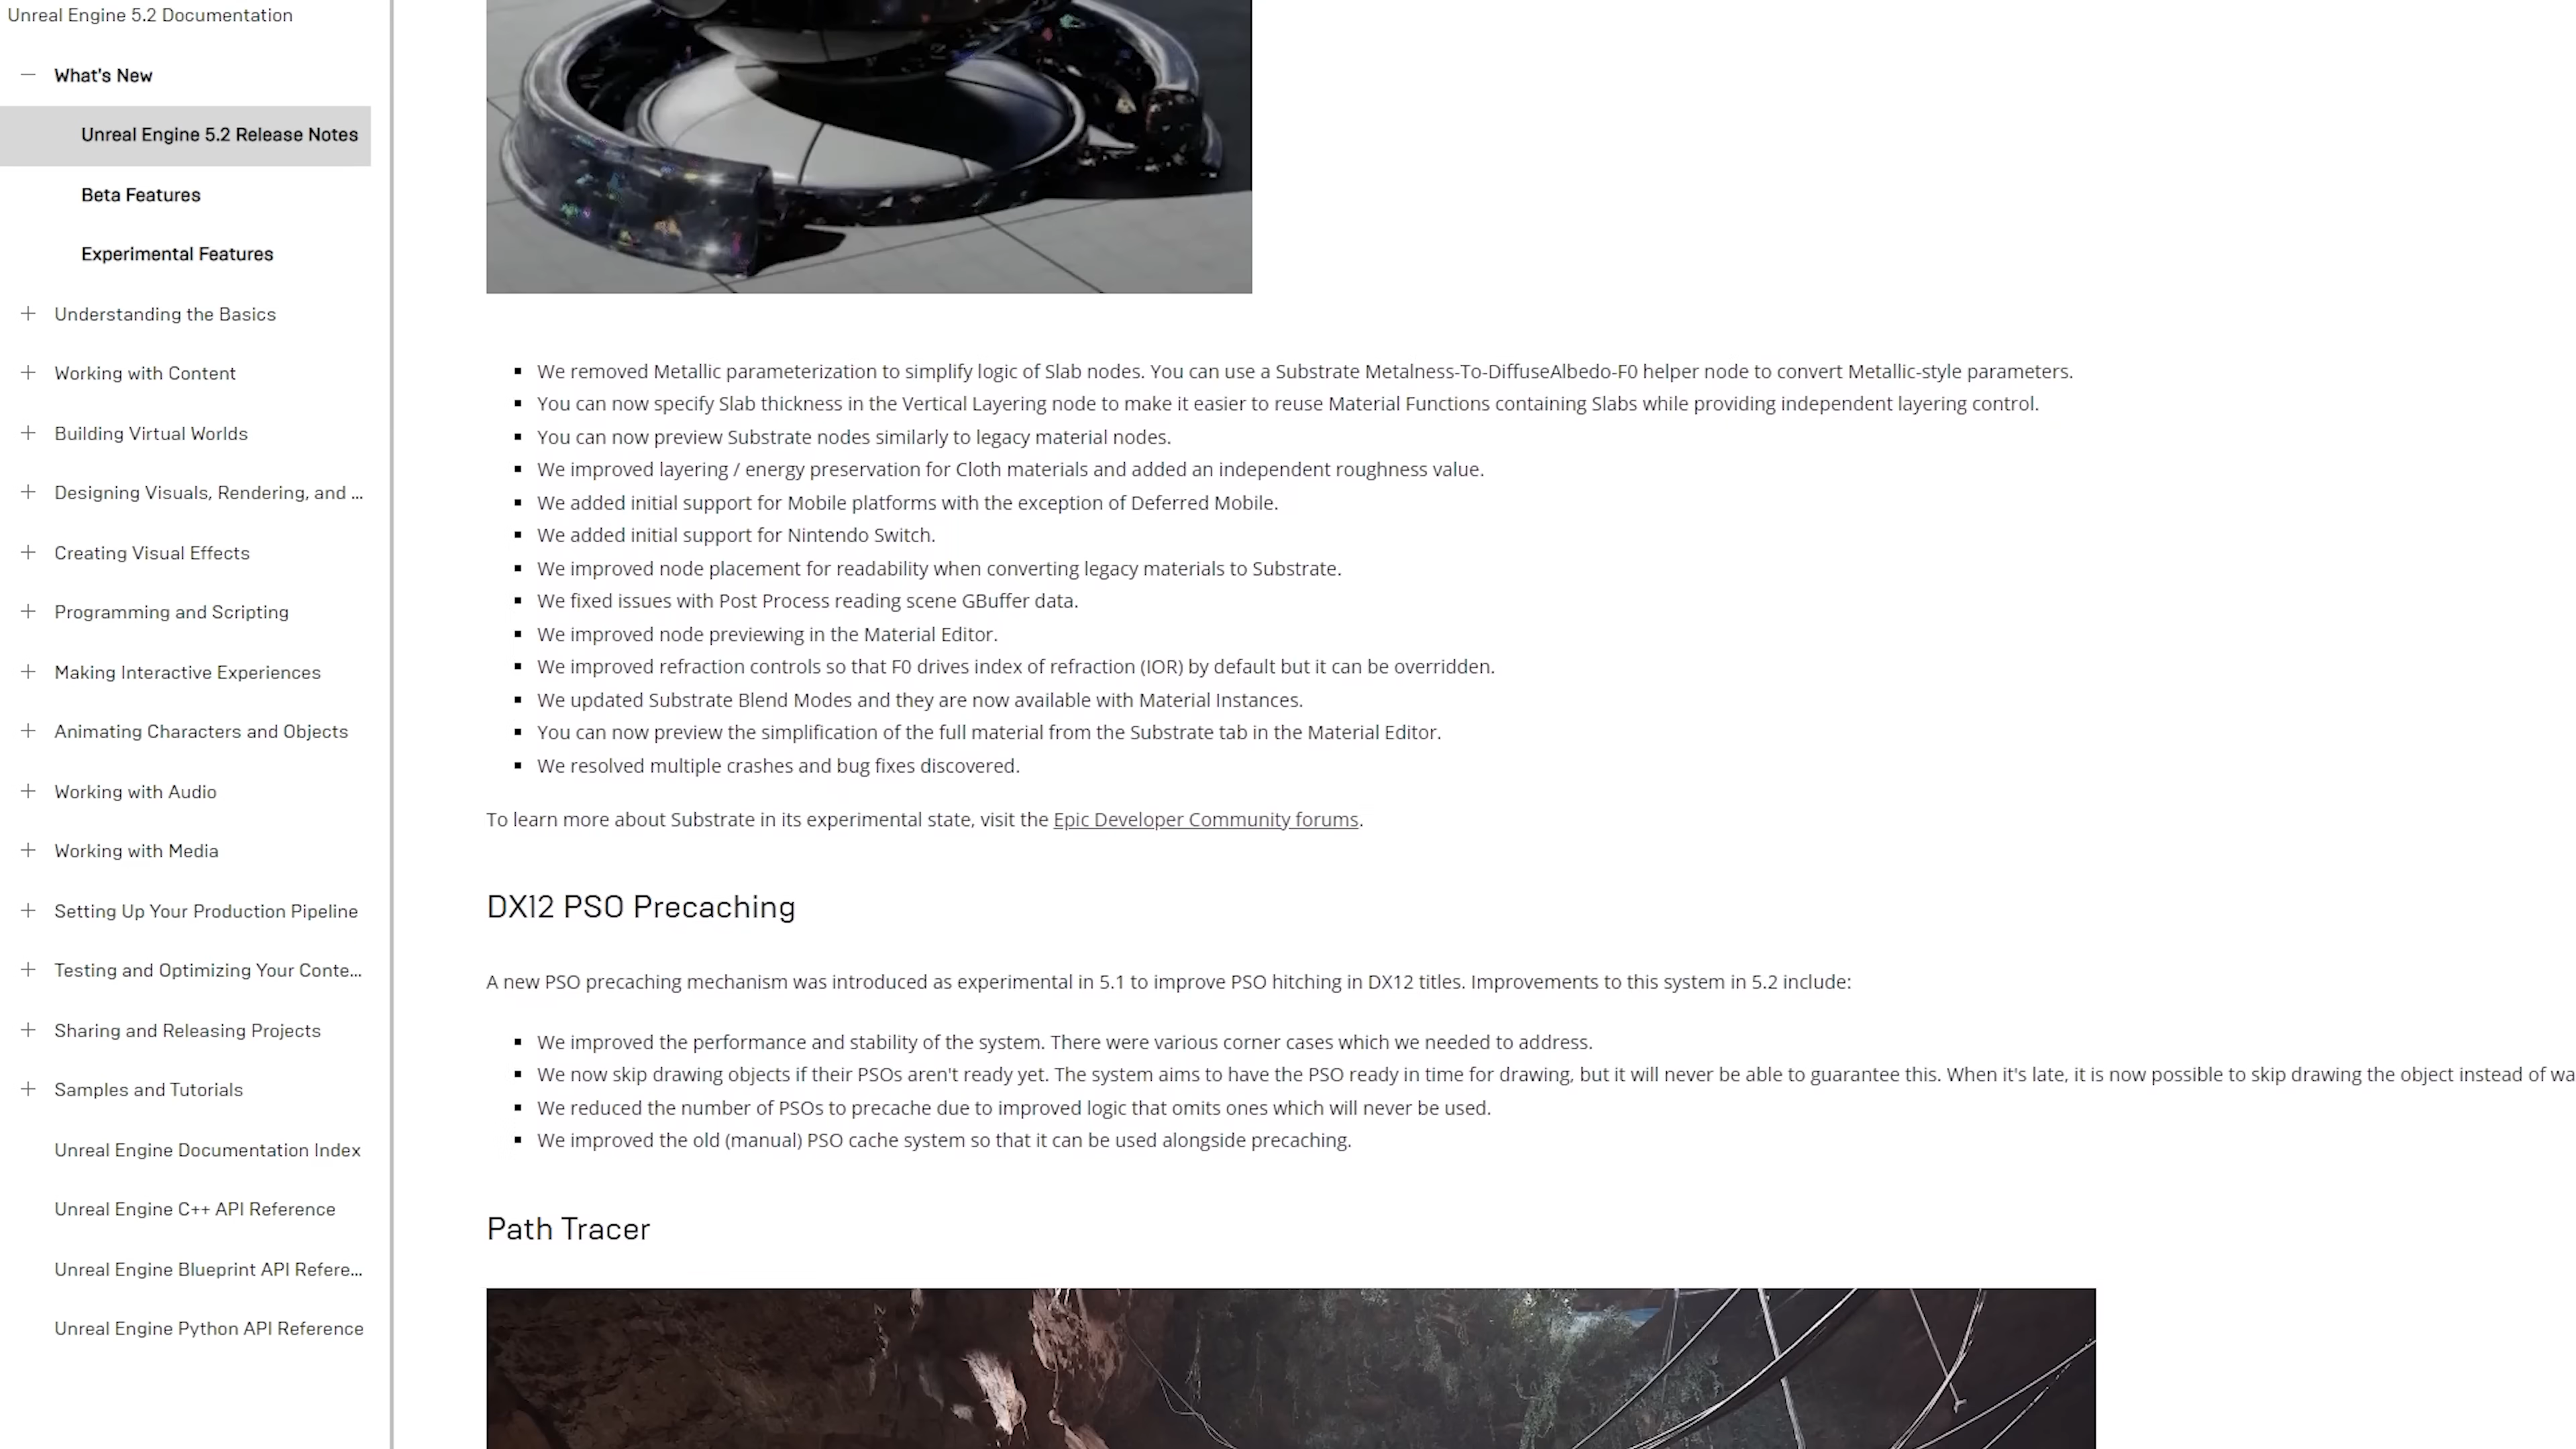 Unreal Engine 5.2 Documentation
What's New
Unreal Engine 5.2 Release Notes
Beta Features
Experimental Features
Understanding the Basics
Working with Content
Building Virtual Worlds
Designing Visuals, Rendering, and ...
Creating Visual Effects
Programming and Scripting
Making Interactive Experiences
Animating Characters and Objects
Working with Audio
Working with Media
Setting Up Your Production Pipeline
Testing and Optimizing Your Conte...
Sharing and Releasing Projects
Samples and Tutorials
Unreal Engine Documentation Index
Unreal Engine C++ API Reference
Unreal Engine Blueprint API Refere...
Unreal Engine Python API Reference
We removed Metallic parameterization to simplify logic of Slab nodes. You can use a Substrate Metalness-To-DiffuseAlbedo-F0 helper node to convert Metallic-style parameters.
You can now specify Slab thickness in the Vertical Layering node to make it easier to reuse Material Functions containing Slabs while providing independent layering control.
You can now preview Substrate nodes similarly to legacy material nodes.
We improved layering / energy preservation for Cloth materials and added an independent roughness value.
We added initial support for Mobile platforms with the exception of Deferred Mobile.
We added initial support for Nintendo Switch.
We improved node placement for readability when converting legacy materials to Substrate.
We fixed issues with Post Process reading scene GBuffer data.
We improved node previewing in the Material Editor.
We improved refraction controls so that F0 drives index of refraction (IOR) by default but it can be overridden.
We updated Substrate Blend Modes and they are now available with Material Instances.
You can now preview the simplification of the full material from the Substrate tab in the Material Editor.
We resolved multiple crashes and bug fixes discovered.
To learn more about Substrate in its experimental state, visit the Epic Developer Community forums.
DX12 PSO Precaching
A new PSO precaching mechanism was introduced as experimental in 5.1 to improve PSO hitching in DX12 titles. Improvements to this system in 5.2 include:
We improved the performance and stability of the system. There were various corner cases which we needed to address.
We now skip drawing objects if their PSOs aren't ready yet. The system aims to have the PSO ready in time for drawing, but it will never be able to guarantee this. When it's late, it is now possible to skip drawing the object instead of wa
We reduced the number of PSOs to precache due to improved logic that omits ones which will never be used.
We improved the old (manual) PSO cache system so that it can be used alongside precaching.
Path Tracer